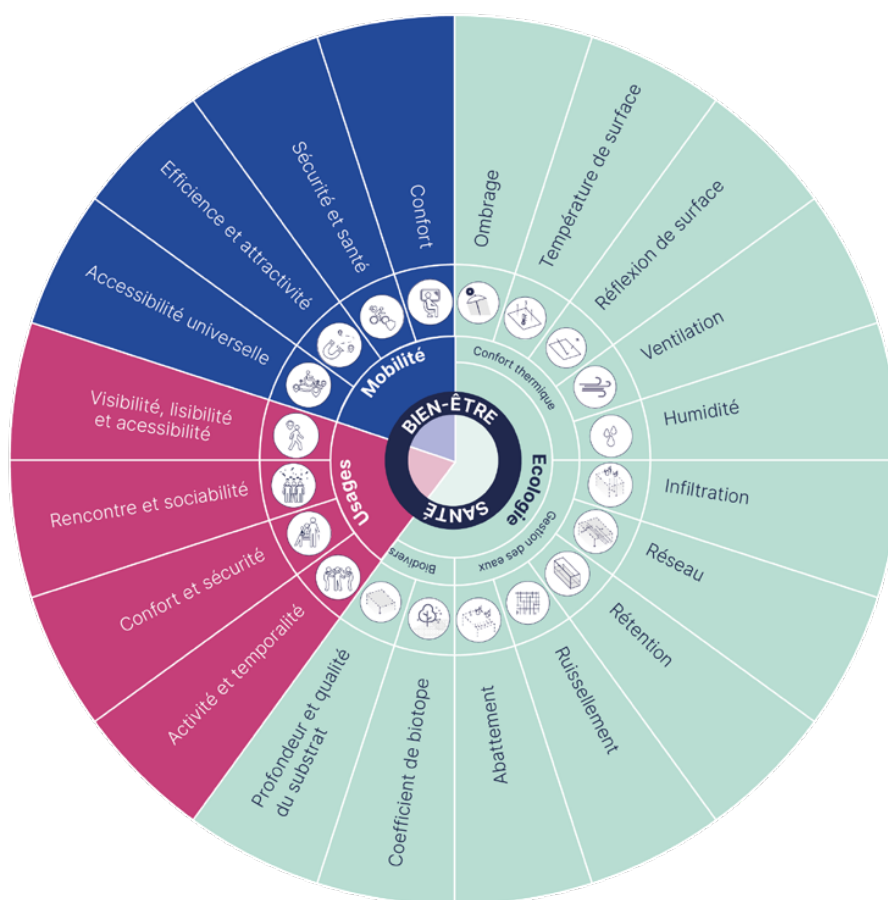 BIEN-ÊTRE
SANTÉ
Ecologie
Confort thermique
Ombrage
Température de surface
Réflexion de surface
Ventilation
Humidité
Gestion des eaux
Infiltration
Réseau
Rétention
Ruissellement
Abattement
Biodivers
Coefficient de biotope
Profondeur et qualité
du substrat
Usages
Activité et temporalité
Confort et sécurité
Rencontre et sociabilité
Visibilité, lisibilité
et acessibilité
Mobilité
Accessibilité universelle
Efficience et attractivité
Sécurité et santé
Confort